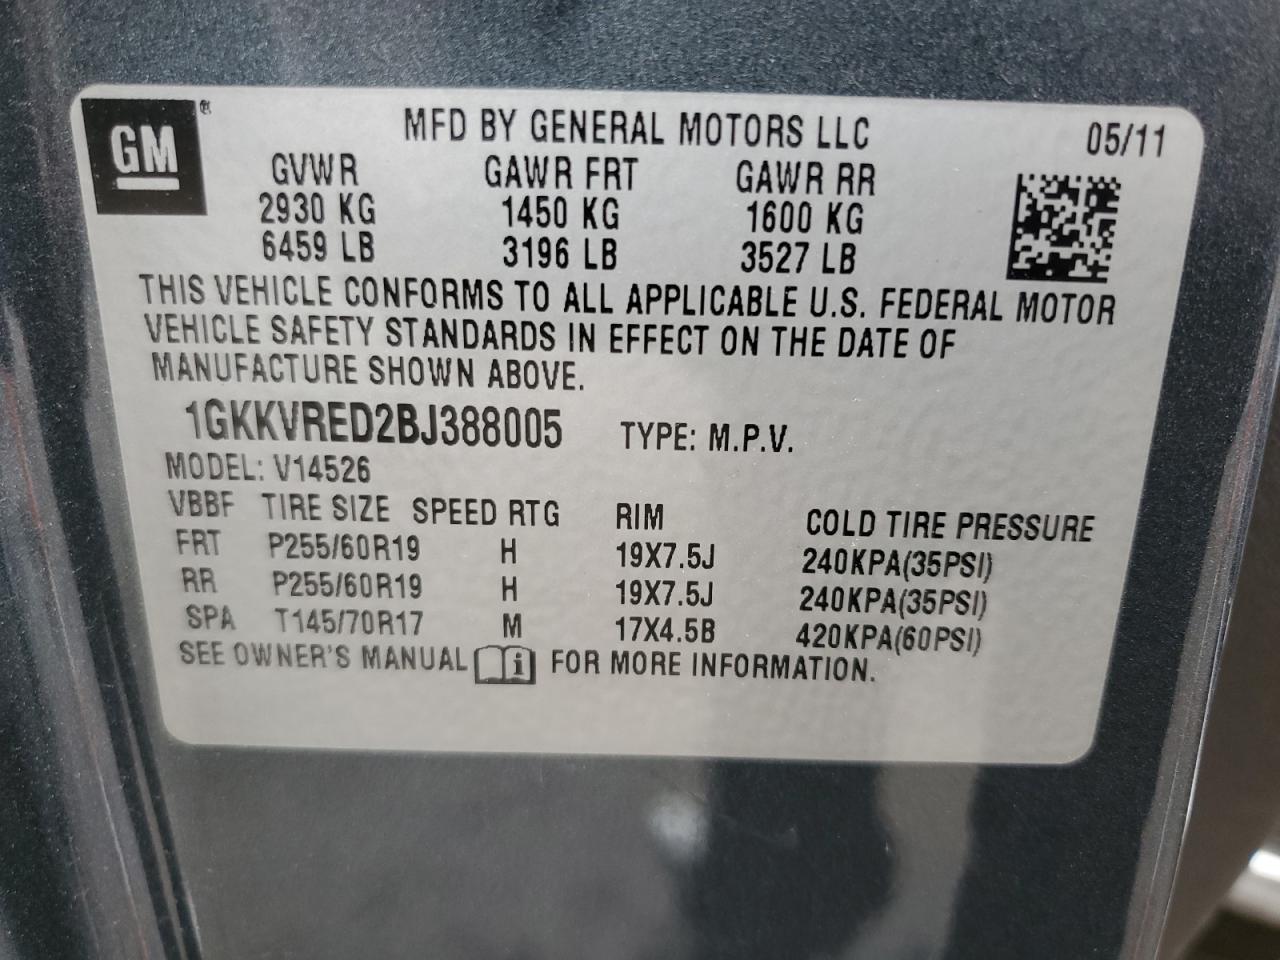 GM ®
MFD BY GENERAL MOTORS LLC 05/11
GVWR GAWR FRT GAWR RR
2930 KG 1450 KG 1600 KG
6459 LB 3196 LB 3527 LB
THIS VEHICLE CONFORMS TO ALL APPLICABLE U.S. FEDERAL MOTOR
VEHICLE SAFETY STANDARDS IN EFFECT ON THE DATE OF
MANUFACTURE SHOWN ABOVE.
1GKKVRED2BJ388005 TYPE: M.P.V.
MODEL: V14526
VBBF TIRE SIZE SPEED RTG RIM COLD TIRE PRESSURE
FRT P255/60R19 H 19X7.5J 240KPA(35PSI)
RR P255/60R19 H 19X7.5J 240KPA(35PSI)
SPA T145/70R17 M 17X4.5B 420KPA(60PSI)
SEE OWNER'S MANUAL i FOR MORE INFORMATION.